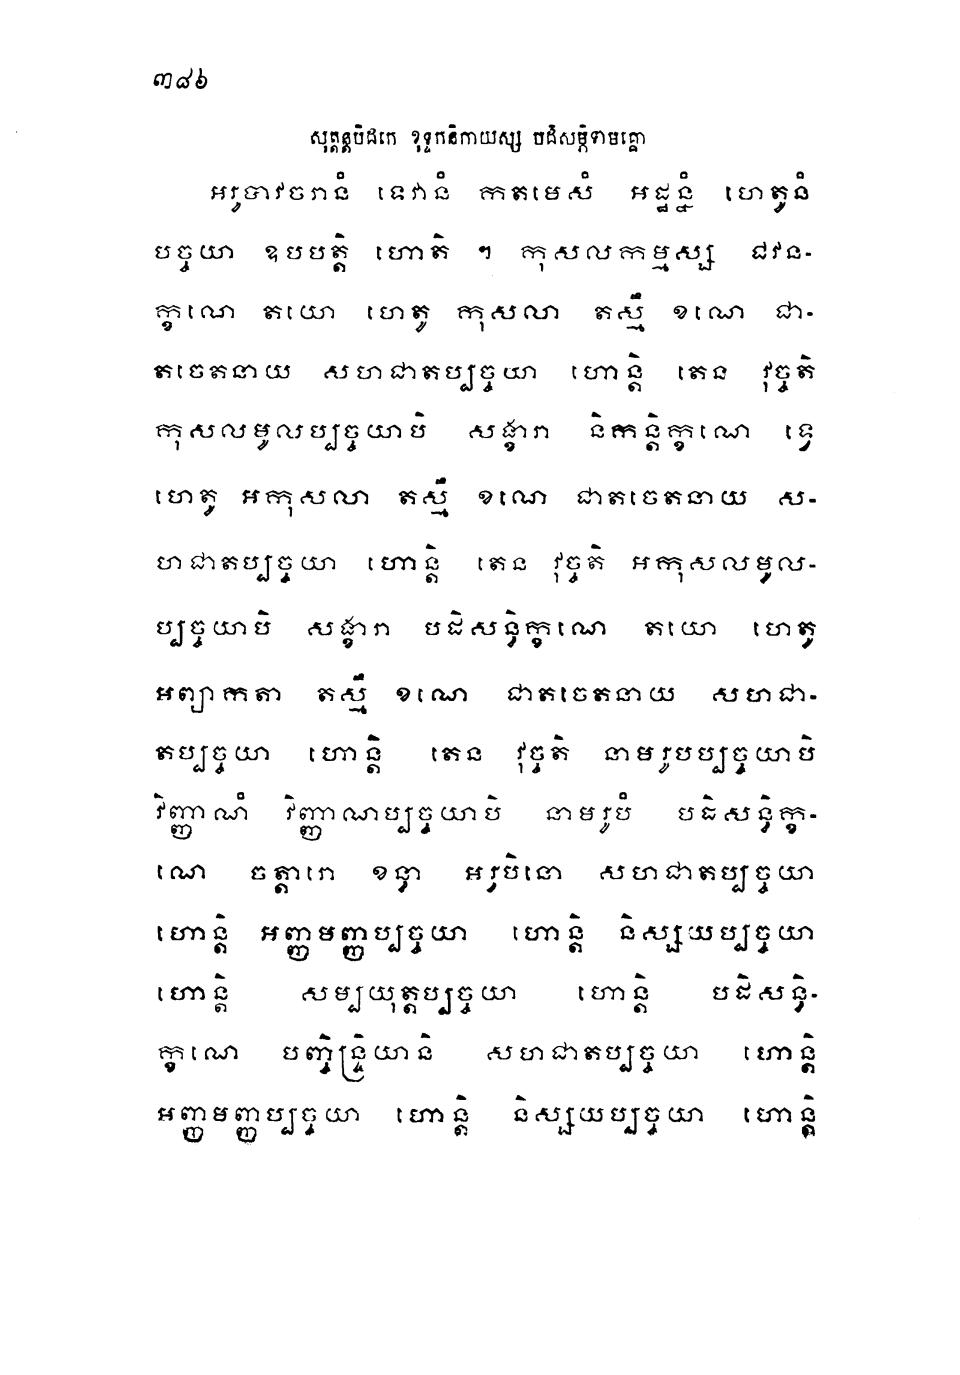 ៣៨៦
សុត្តន្តបិដកេ ខុទ្ទកនិកាយស្ស បដិសម្ភិទាមគ្គោ
អរូបាវចរានំ ទេវានំ កាតមេសំ អដ្ឋន្នំ ហេតូនំ
បច្ចយា ឧបបត្តិ ហោតិ ។ កុសលកម្មស្ស ជវន-
ក្ខណេ តយោ ហេតូ កុសលា តស្មឹ ខណេ ជា-
តចេតនាយ សហជាតប្បច្ចយា ហោន្តិ តេន វុច្ចតិ
កុសលមូលប្បច្ចយាបិ សង្ខារា និកន្តិក្ខណេ ទ្វេ
ហេតូ អកុសលា តស្មឹ ខណេ ជាតចេតនាយ ស-
ហជាតប្បច្ចយា ហោន្តិ តេន វុច្ចតិ អកុសលមូល-
ប្បច្ចយាបិ សង្ខារា បដិសន្ធិក្ខណេ តយោ ហេតូ
អព្យាកតា តស្មឹ ខណេ ជាតចេតនាយ សហជា-
តប្បច្ចយា ហោន្តិ តេន វុច្ចតិ នាមរូបប្បច្ចយាបិ
វិញ្ញាណំ វិញ្ញាណប្បច្ចយាបិ នាមរូបំ បដិសន្ធិក្ខ-
ណេ ចត្តារោ ខន្ធា អរូបិនោ សហជាតប្បច្ចយា
ហោន្តិ អញ្ញមញ្ញប្បច្ចយា ហោន្តិ និស្សយប្បច្ចយា
ហោន្តិ សម្បយុត្តប្បច្ចយា ហោន្តិ បដិសន្ធិ-
ក្ខណេ បញ្ចិន្ទ្រិយានិ សហជាតប្បច្ចយា ហោន្តិ
អញ្ញមញ្ញប្បច្ចយា ហោន្តិ និស្សយប្បច្ចយា ហោន្តិ